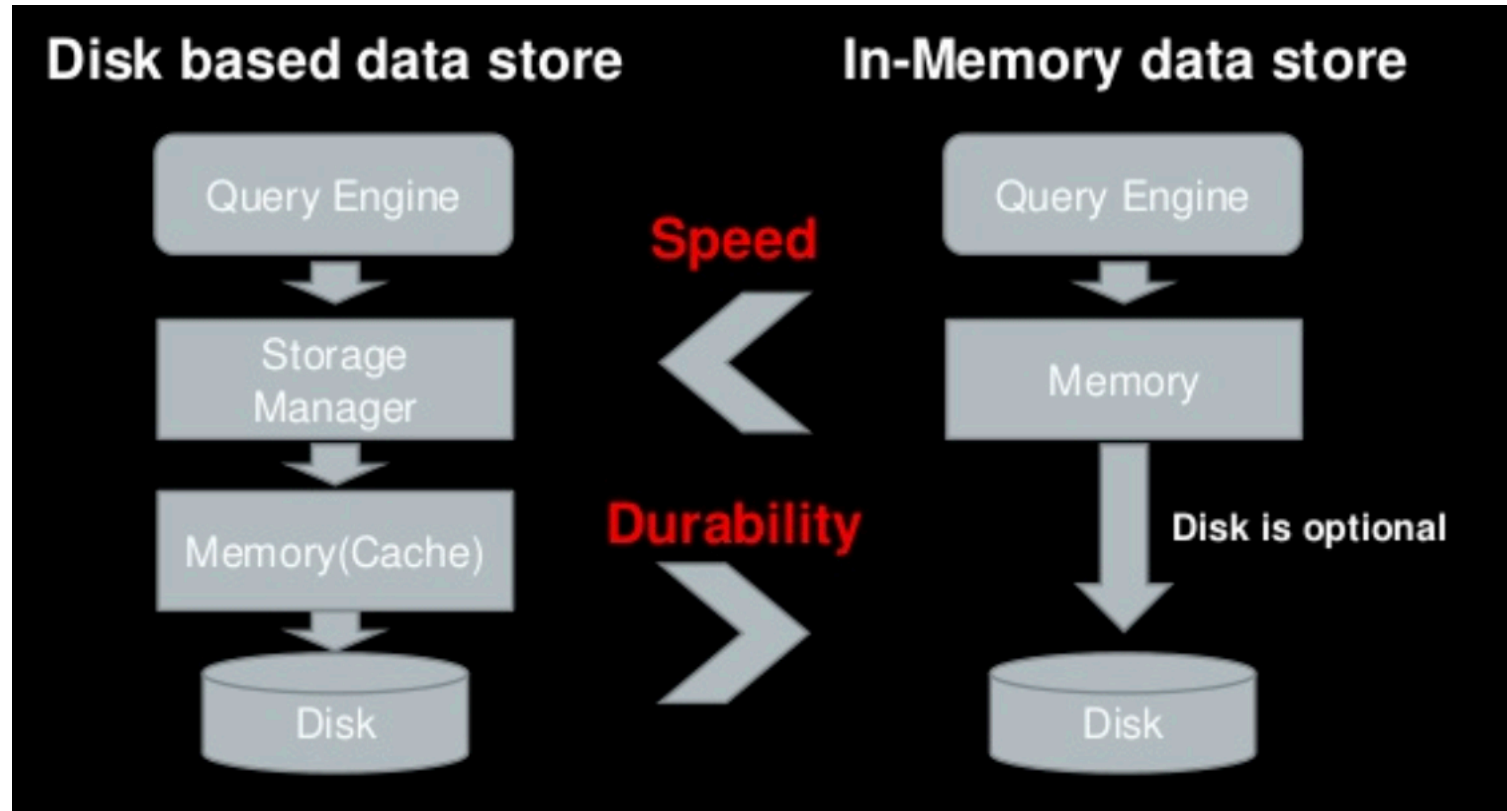 Disk based data store
Query Engine
Storage
Manager
Memory(Cache)
Disk
Speed
Durability
In-Memory data store
Query Engine
Memory
Disk is optional
Disk